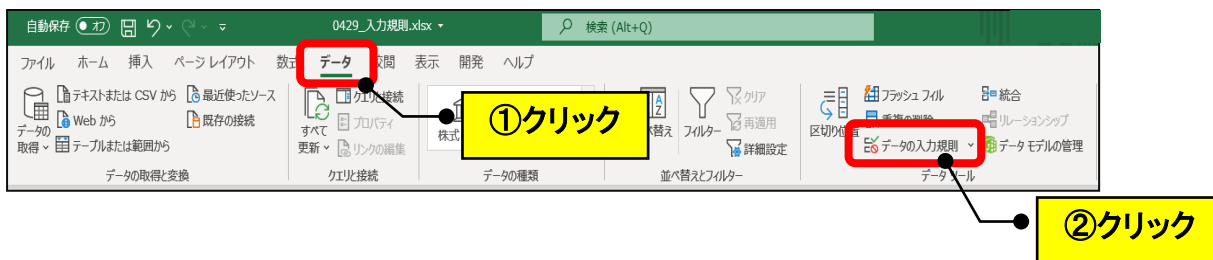 自動保存 オフ 0429_入力規則.xlsx 検索 (Alt+Q)
ファイル ホーム 挿入 ページ レイアウト データ 表示 開発 ヘルプ
テキストまたは CSV から 最近使ったソース クエリと接続 クリア フラッシュ フィル 統合
Web から 既存の接続 プロパティ ①クリック 再適用 重複の削除 リレーションシップ
データの 取得 テーブルまたは範囲から すべて 更新 リンクの編集 株式 フィルター 詳細設定 区切り位置 データの入力規則 データ モデルの管理
データの取得と変換 クエリと接続 データの種類 並べ替えとフィルター データ ツール
②クリック